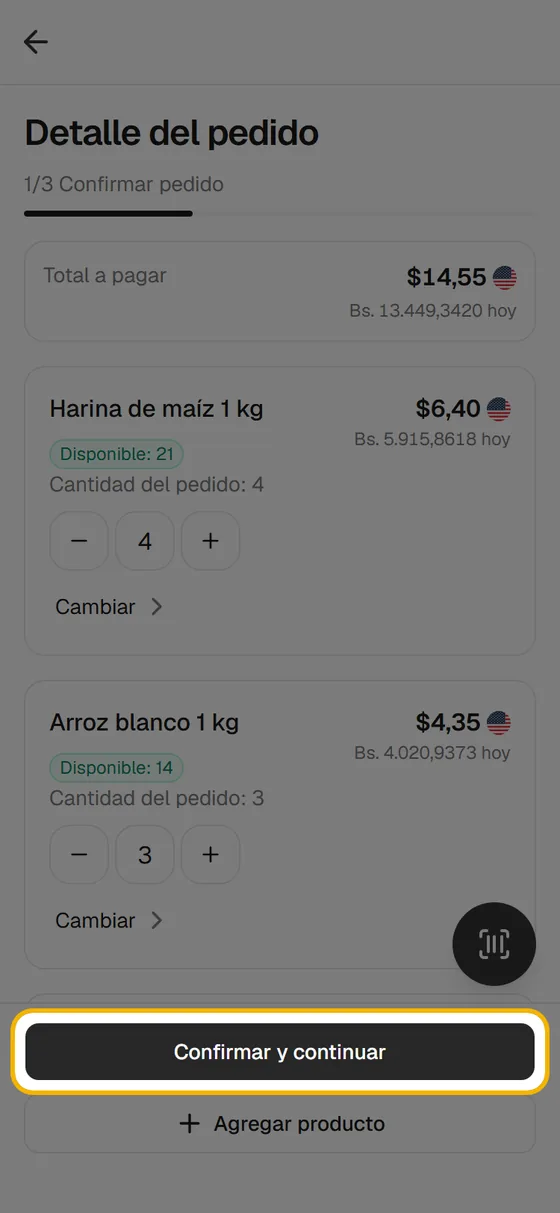 Detalle del pedido
1/3 Confirmar pedido
Total a pagar
$14,55
Bs. 13.449,3420 hoy
Harina de maíz 1 kg
$6,40
Bs. 5.915,8618 hoy
Disponible: 21
Cantidad del pedido: 4
4
Cambiar
Arroz blanco 1 kg
$4,35
Bs. 4.020,9373 hoy
Disponible: 14
Cantidad del pedido: 3
3
Cambiar
Confirmar y continuar
Agregar producto